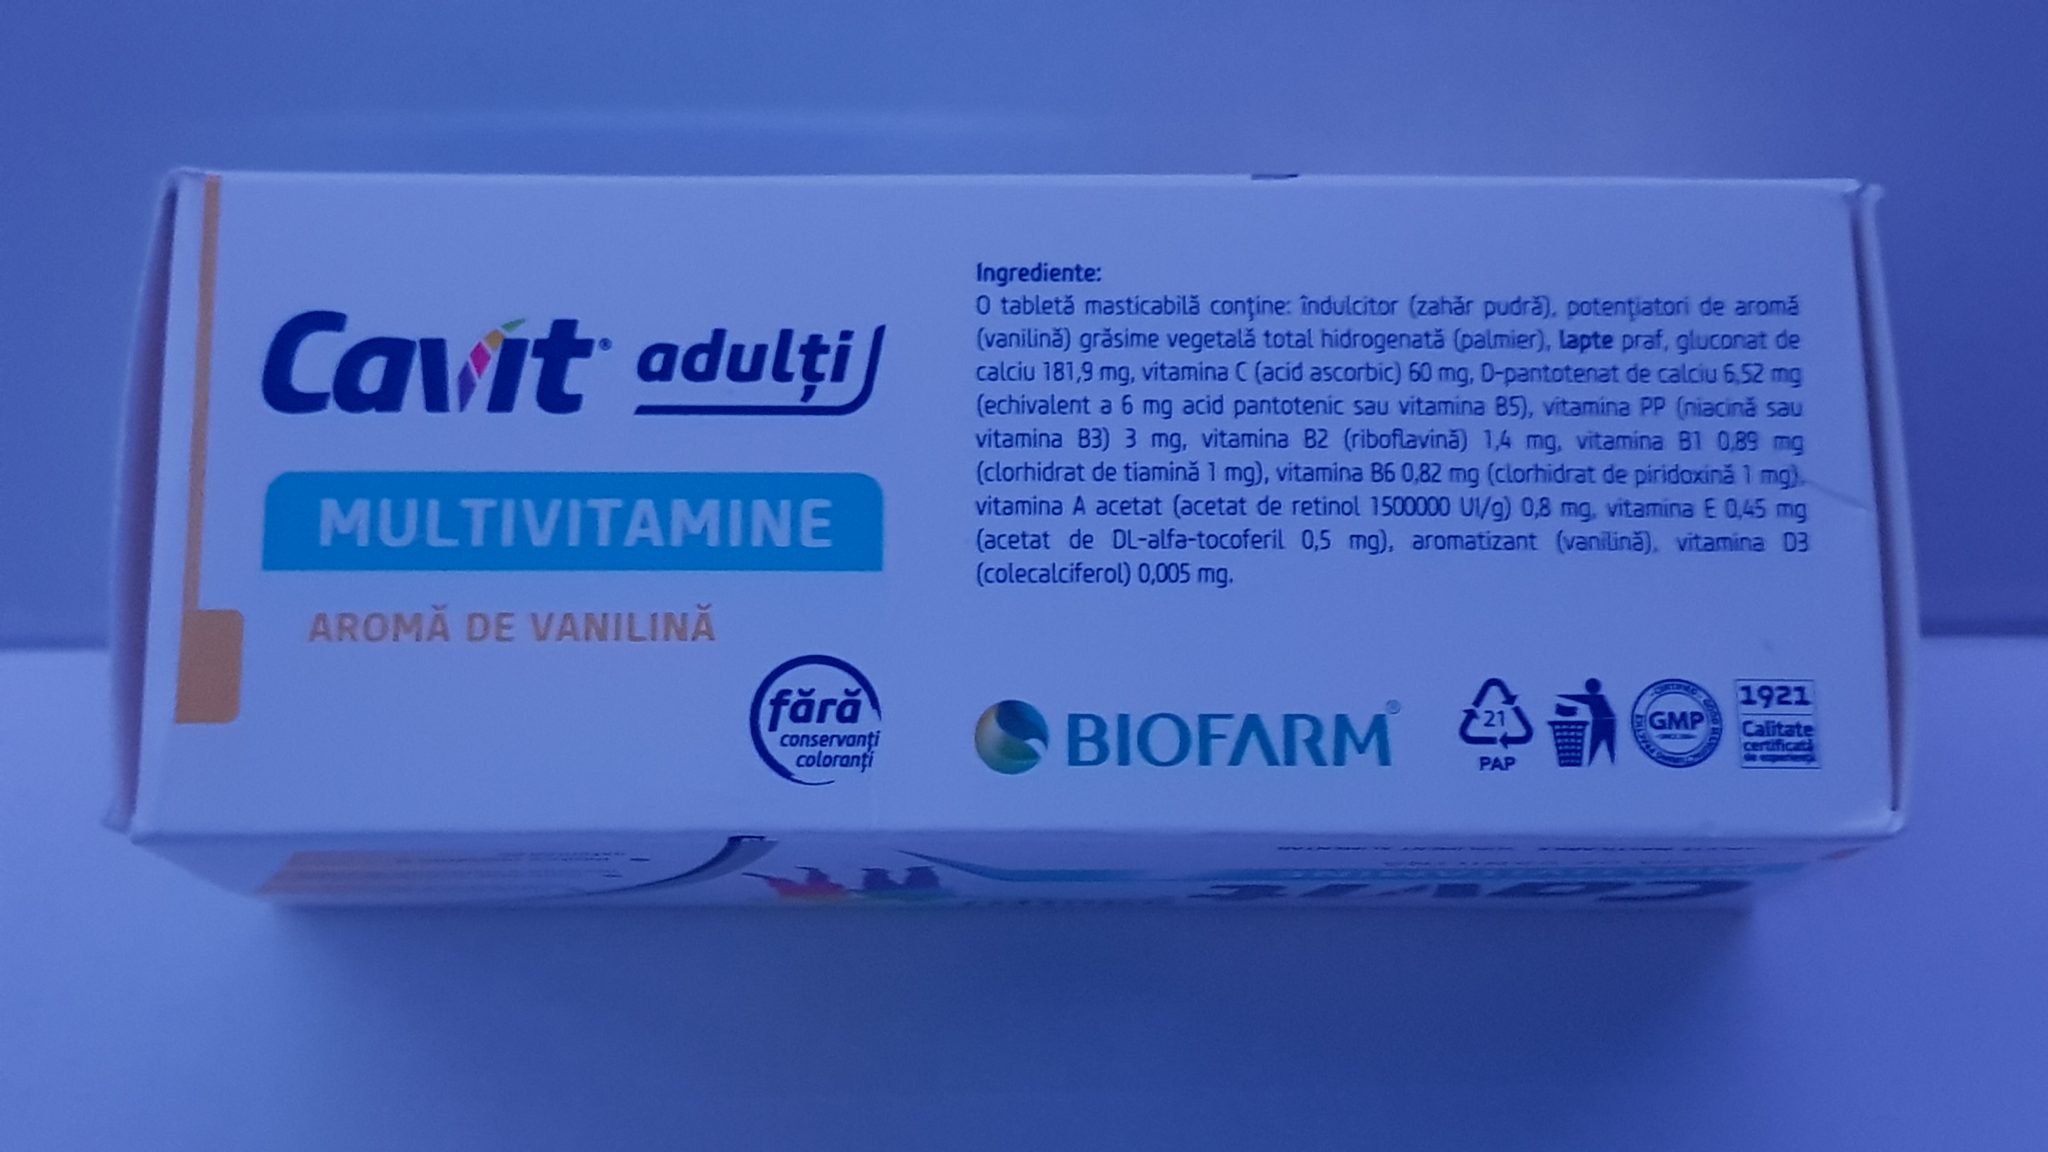 Cavit® adulți
MULTIVITAMINE
AROMĂ DE VANILINĂ
fără
conservanți
coloranți
Ingrediente:
O tabletă masticabilă conţine: îndulcitor (zahăr pudră), potenţiatori de aromă
(vanilină) grăsime vegetală total hidrogenată (palmier), lapte praf, gluconat de
calciu 181,9 mg, vitamina C (acid ascorbic) 60 mg, D-pantotenat de calciu 6,52 mg
(echivalent a 6 mg acid pantotenic sau vitamina B5), vitamina PP (niacină sau
vitamina B3) 3 mg, vitamina B2 (riboflavină) 1,4 mg, vitamina B1 0,89 mg
(clorhidrat de tiamină 1 mg), vitamina B6 0,82 mg (clorhidrat de piridoxină 1 mg),
vitamina A acetat (acetat de retinol 1500000 UI/g) 0,8 mg, vitamina E 0,45 mg
(acetat de DL-alfa-tocoferil 0,5 mg), aromatizant (vanilină), vitamina D3
(colecalciferol) 0,005 mg.
BIOFARM®
21
PAP
GMP
1921
Calitate
certificată
de experiență